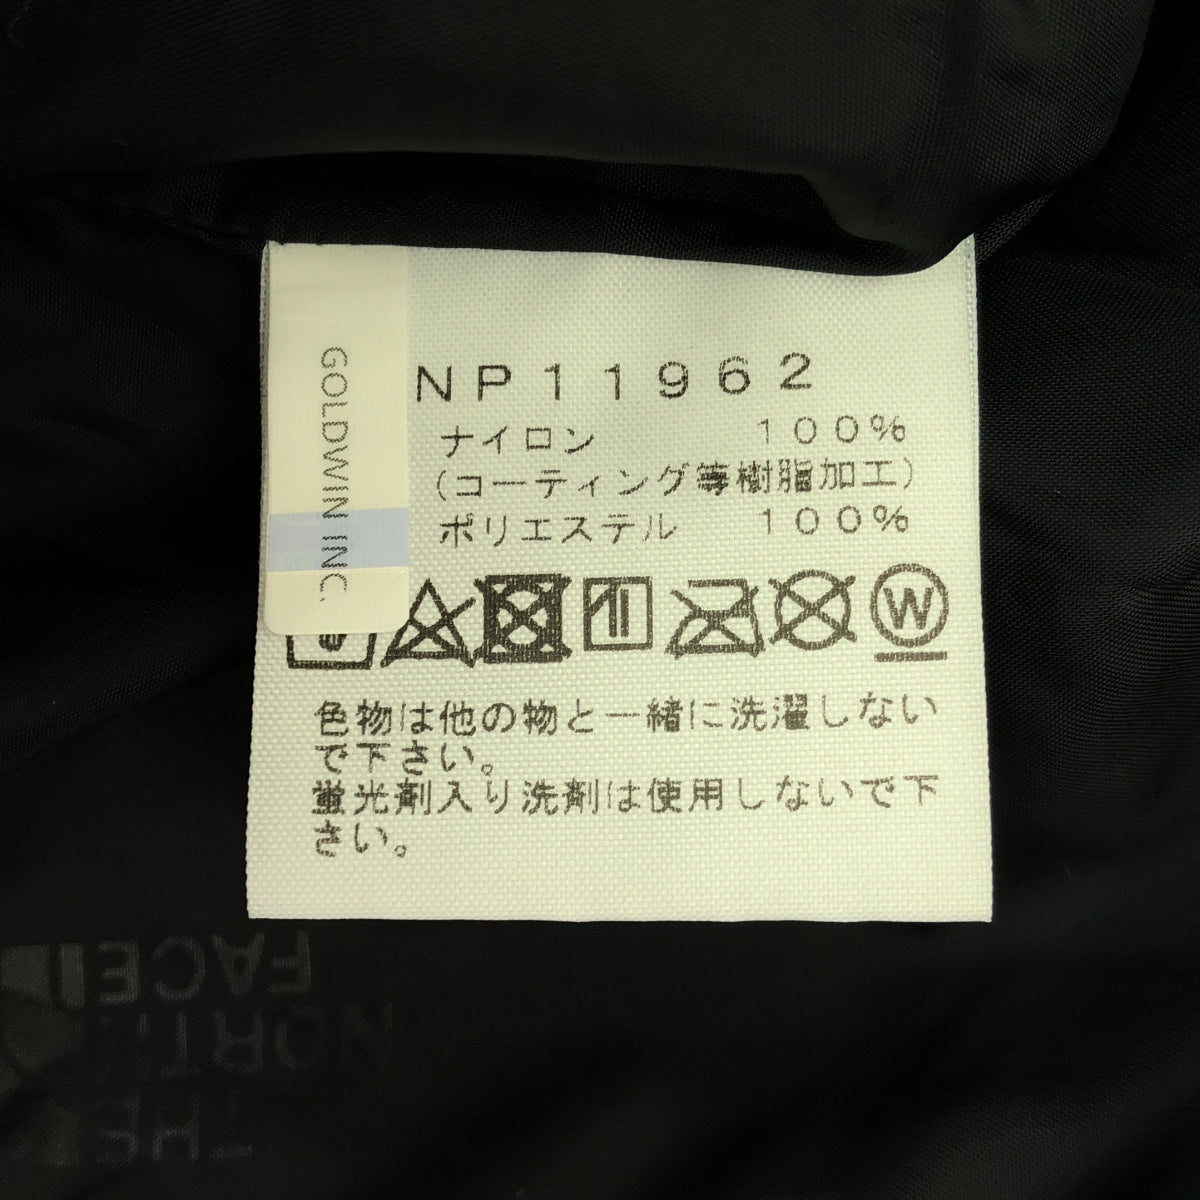 GOLDWIN INC.
NP11962
ナイロン 100%
(コーティング等樹脂加工)
ポリエステル 100%
W
色物は他の物と一緒に洗濯しない
で下さい。
蛍光剤入り洗剤は使用しないで下
さい。
THE
NORTH
FACE